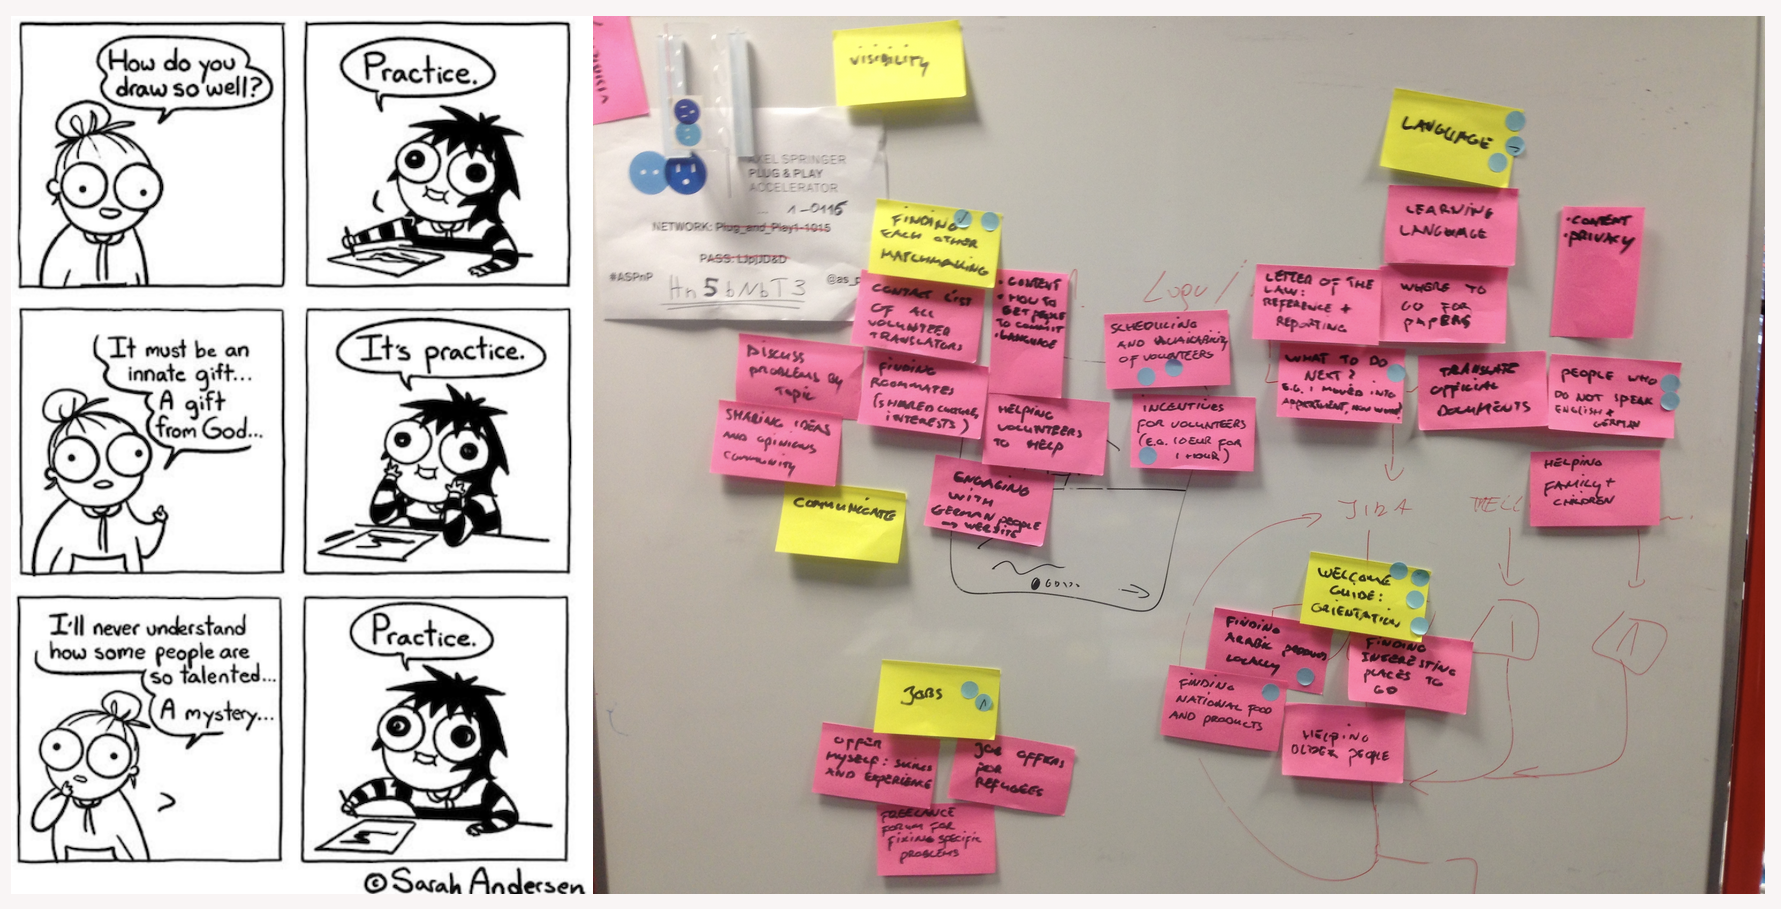 How do you
draw so well?
Practice.
It must be an
innate gift...
A gift
from God...
It's practice.
I'll never understand
how some people are
so talented...
A mystery...
Practice.
©Sarah Andersen
VISIBILITY
AXEL SPRINGER
PLUG & PLAY
ACCELERATOR
1-0116
NETWORK: Plug_and_Play1-1015
PASS:
#ASPnP
@as_p
Hn5bNbT3
FINDING
EACH OTHER
MATCHMAKING
CONTACT LIST
OF ALL
VOLUNTEER
TRANSLATORS
• CONTENT
• HOW TO
GET PEOPLE
TO COMMIT
• LANGUAGE
DISCUSS
PROBLEMS BY
TOPIC
FINDING
ROOMMATES
(SHARED CULTURE,
INTERESTS)
SHARING IDEAS
AND OPINIONS
COMMUNITY
HELPING
VOLUNTEERS
TO HELP
ENGAGING
WITH
GERMAN PEOPLE
WEBSITE
COMMUNICATE
SCHEDULING
AND AVAILABILITY
OF VOLUNTEERS
INCENTIVES
FOR VOLUNTEERS
(E.G. 10EUR FOR
1 HOUR)
LANGUAGE
LEARNING
LANGUAGE
• CONTENT
• PRIVACY
LETTER OF THE
LAW:
REFERENCE +
REPORTING
WHERE TO
GO FOR
PAPERS
WHAT TO DO
NEXT?
E.G. I MOVED INTO
APPARTMENT, NOW WHAT?
TRANSLATE
OFFICIAL
DOCUMENTS
PEOPLE WHO
DO NOT SPEAK
ENGLISH +
GERMAN
HELPING
FAMILY +
CHILDREN
WELCOME
GUIDE:
ORIENTATION
FINDING
ARABIC PRODUCTS
LOCALLY
FINDING
INTERESTING
PLACES TO
GO
FINDING
NATIONAL FOOD
AND PRODUCTS
HELPING
OLDER PEOPLE
JOBS
OFFER
MYSELF: SKILLS
AND EXPERIENCE
JOB OFFERS
FOR
REFUGEES
FREELANCE
FORUM FOR
FIXING SPECIFIC
PROBLEMS